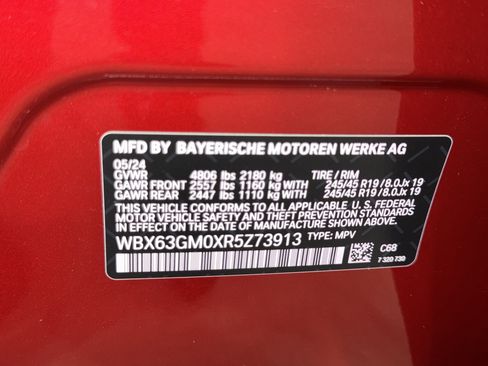 MFD BY BAYERISCHE MOTOREN WERKE AG
05/24
GVWR 4806 lbs 2180 kg TIRE / RIM
GAWR FRONT 2557 lbs 1160 kg WITH 245/45 R19 / 8.0Jx 19
GAWR REAR 2447 lbs 1110 kg WITH 245/45 R19 / 8.0Jx 19
THIS VEHICLE CONFORMS TO ALL APPLICABLE U. S. FEDERAL
MOTOR VEHICLE SAFETY, BUMPER, AND THEFT PREVENTION STANDARDS
IN EFFECT ON THE DATE OF MANUFACTURE SHOWN ABOVE.
WBX63GM0XR5Z73913 TYPE: MPV
C6B
7 320 730